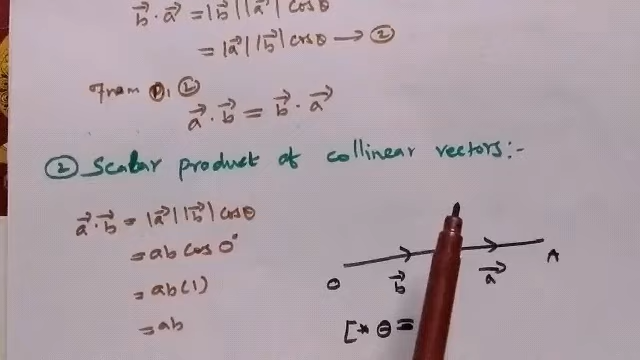 b⃗ · a⃗ = |b⃗| |a⃗| cos θ
= |a⃗| |b⃗| cos θ → ②
From ①, ②
a⃗ · b⃗ = b⃗ · a⃗
② Scalar product of collinear vectors:-
a⃗ · b⃗ = |a⃗| |b⃗| cos θ
= ab cos 0°
= ab (1)
= ab
O b⃗ a⃗ A
[∵ θ =